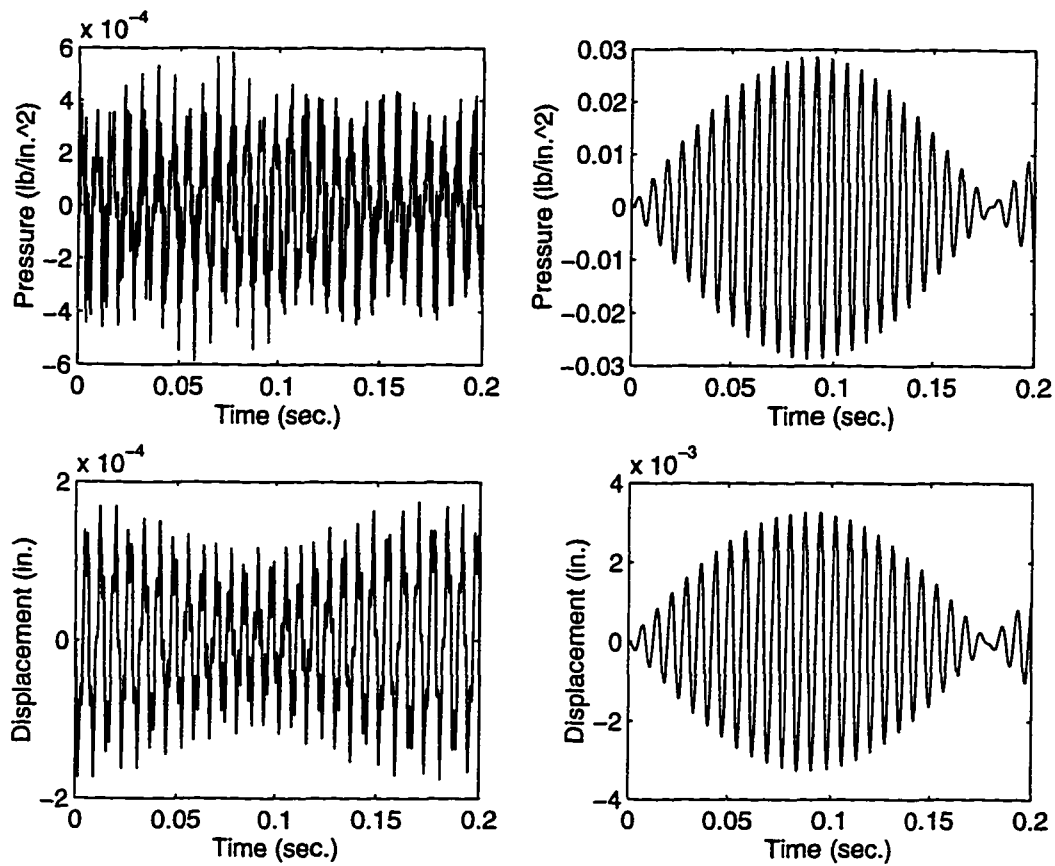 x 10⁻⁴
Pressure (lb/in.^2)
6
4
2
0
−2
−4
−6
0 0.05 0.1 0.15 0.2
Time (sec.)
Pressure (lb/in.^2)
0.03
0.02
0.01
0
−0.01
−0.02
−0.03
0 0.05 0.1 0.15 0.2
Time (sec.)
x 10⁻⁴
Displacement (in.)
2
0
−2
0 0.05 0.1 0.15 0.2
Time (sec.)
x 10⁻³
Displacement (in.)
4
2
0
−2
−4
0 0.05 0.1 0.15 0.2
Time (sec.)